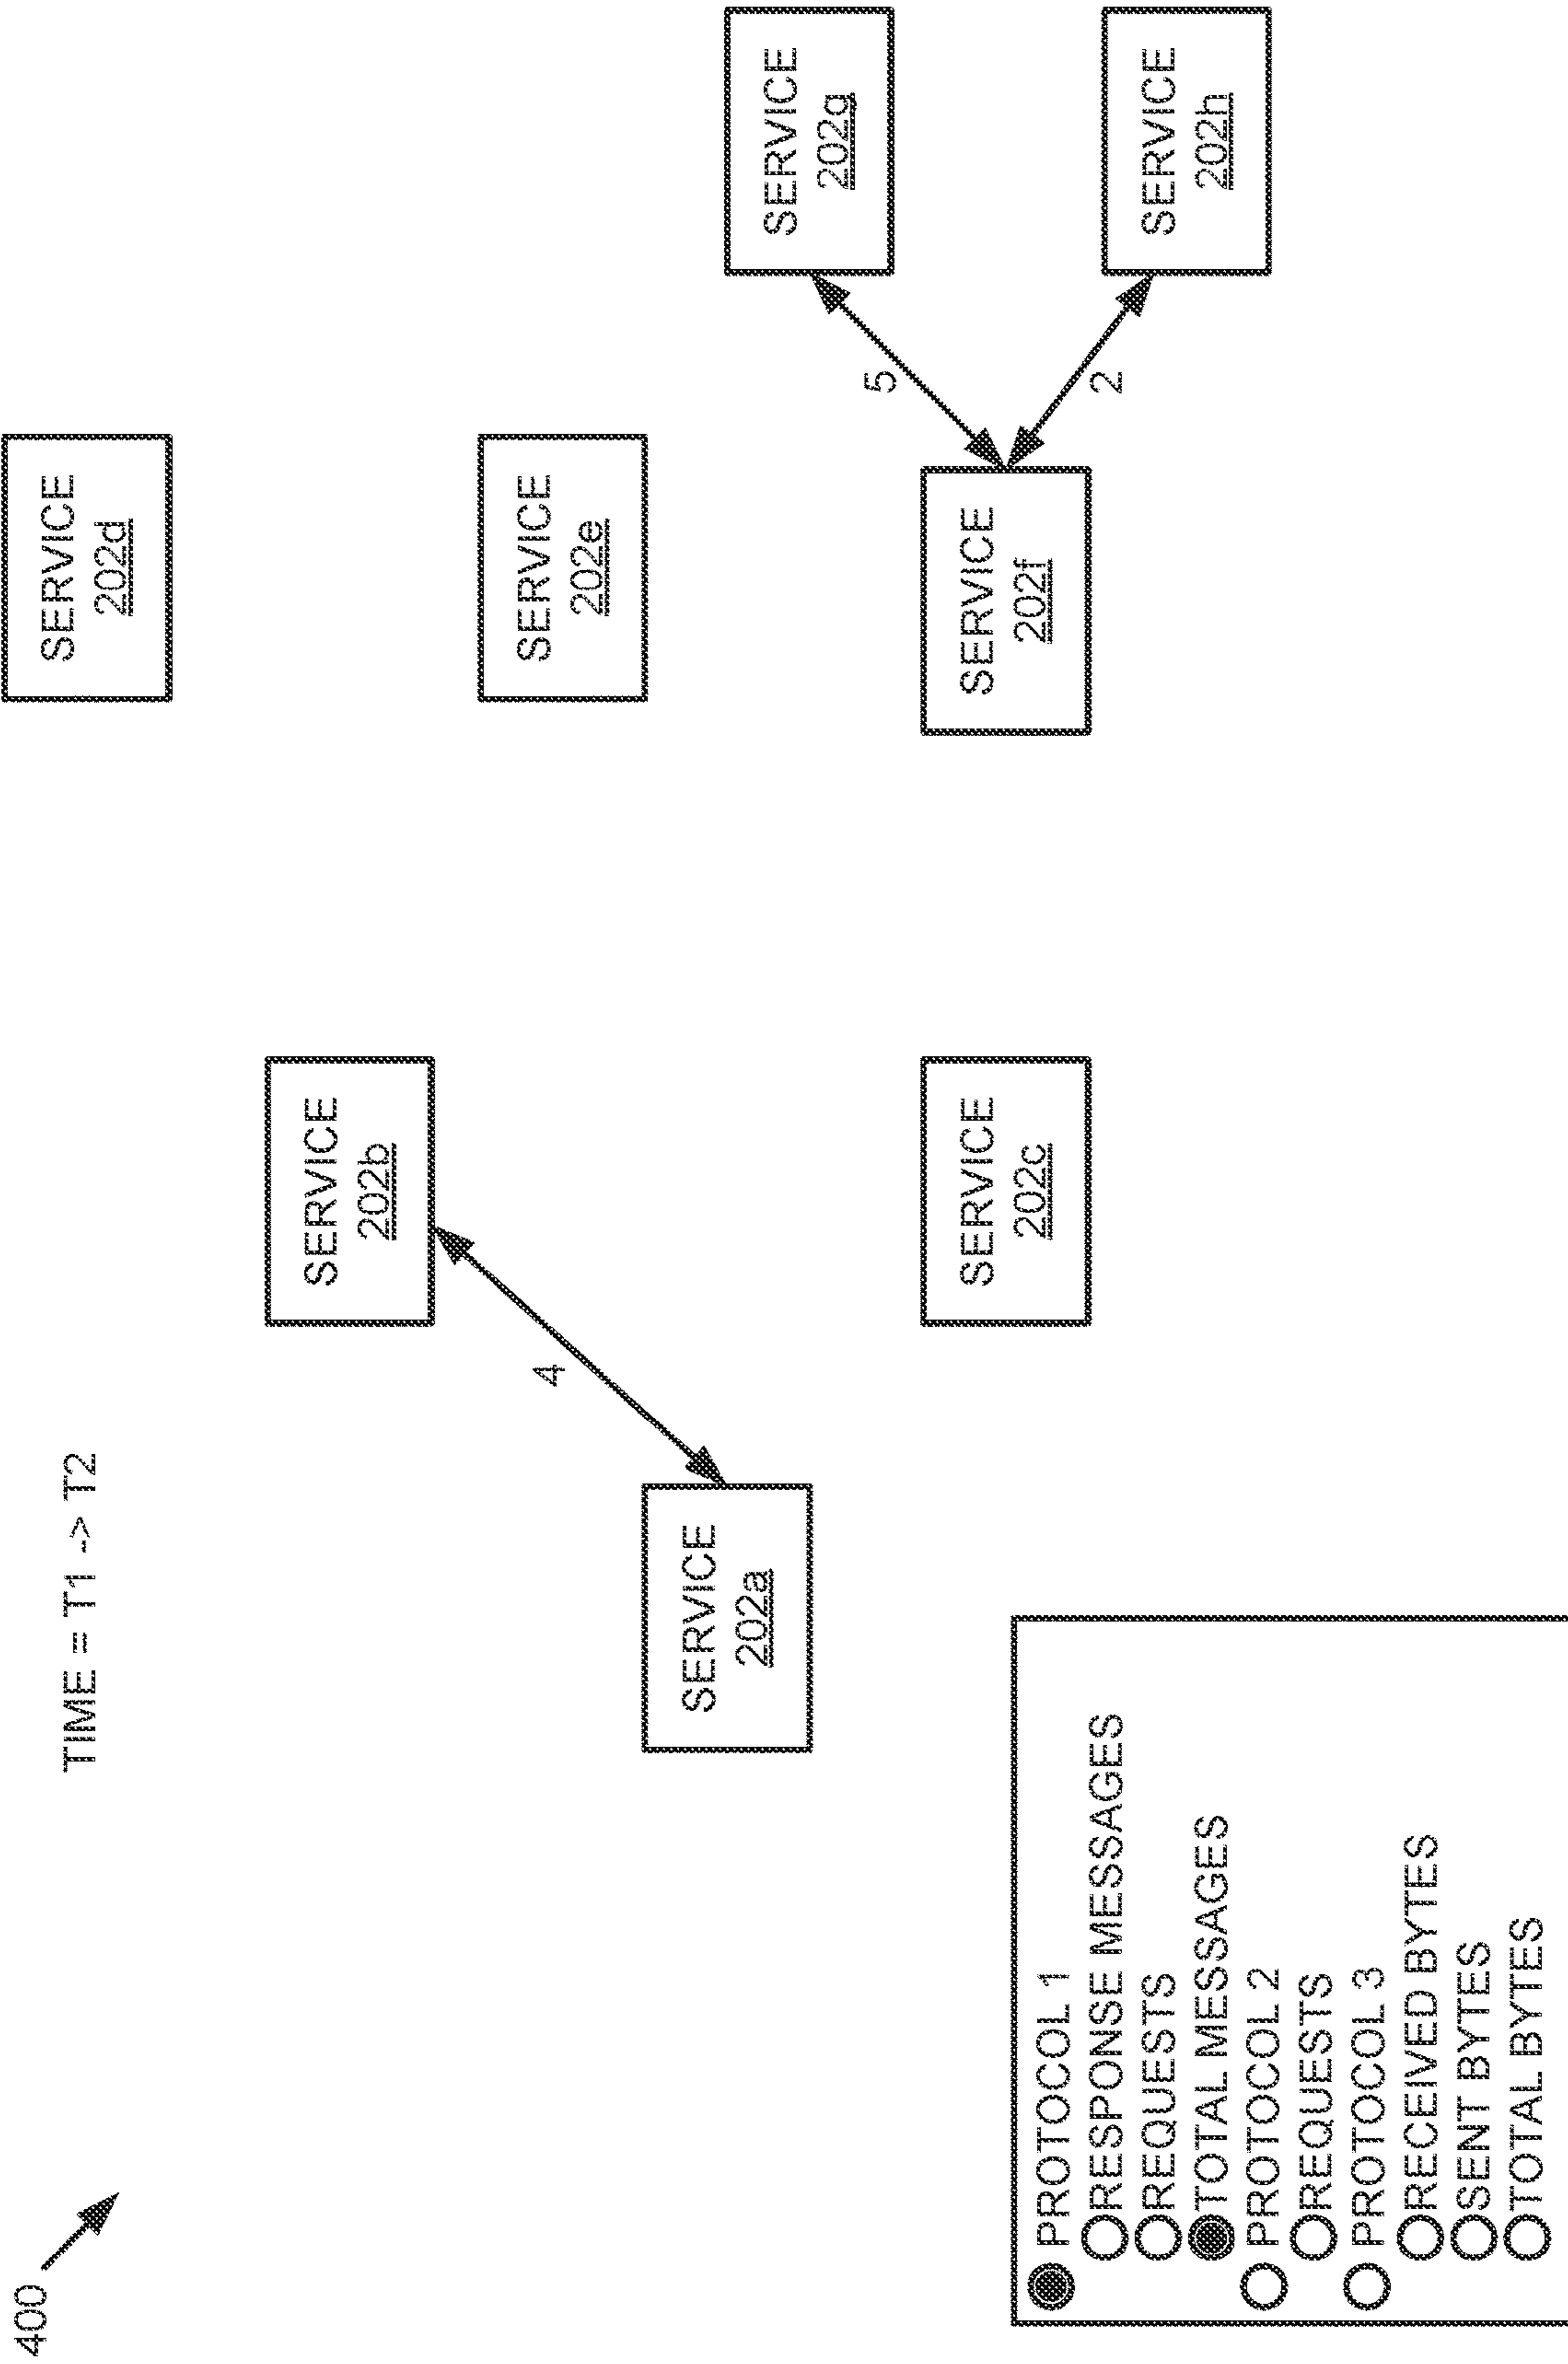 400
TIME = T1 -> T2
SERVICE
202d
SERVICE
202b
SERVICE
202e
4
SERVICE
202a
SERVICE
202g
5
SERVICE
202c
SERVICE
202f
2
SERVICE
202h
PROTOCOL 1
RESPONSE MESSAGES
REQUESTS
TOTAL MESSAGES
PROTOCOL 2
REQUESTS
PROTOCOL 3
RECEIVED BYTES
SENT BYTES
TOTAL BYTES